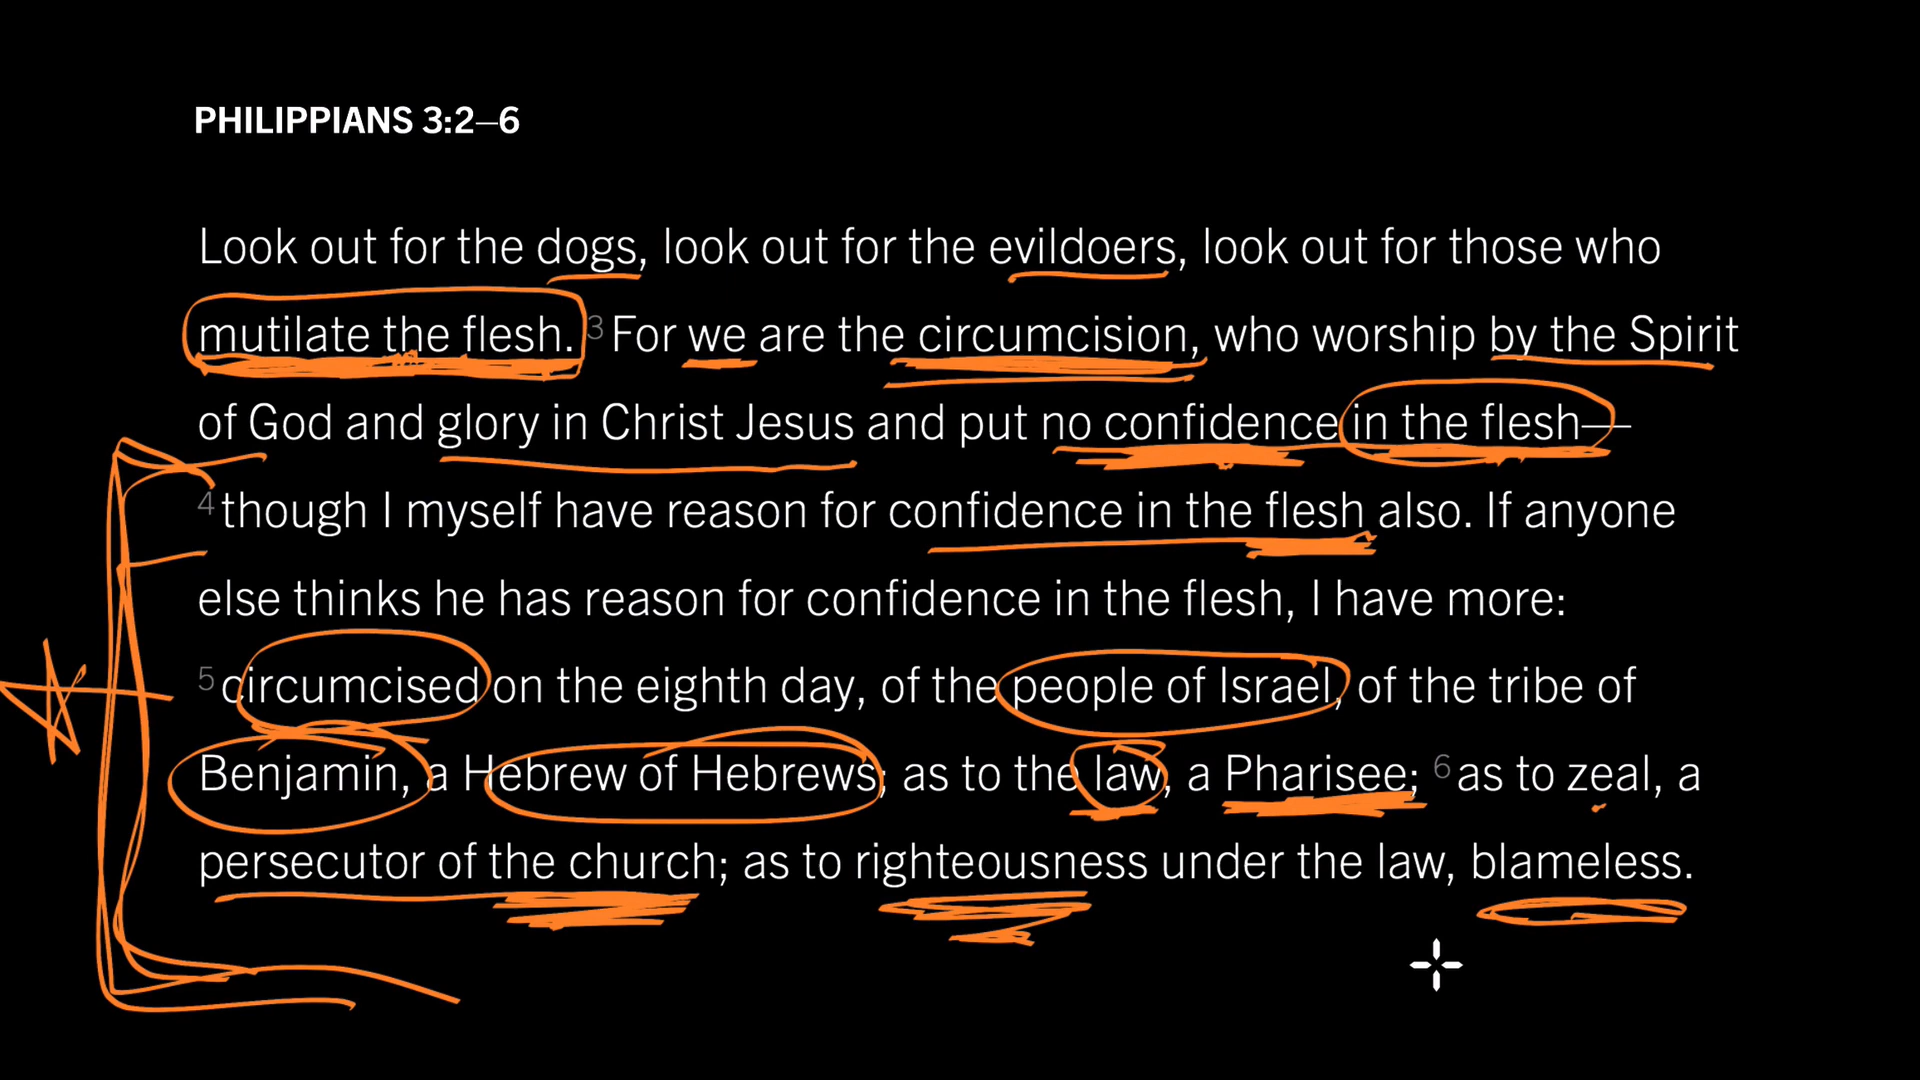 PHILIPPIANS 3:2–6
Look out for the dogs, look out for the evildoers, look out for those who
mutilate the flesh. 3 For we are the circumcision, who worship by the Spirit
of God and glory in Christ Jesus and put no confidence in the flesh—
4 though I myself have reason for confidence in the flesh also. If anyone
else thinks he has reason for confidence in the flesh, I have more:
5 circumcised on the eighth day, of the people of Israel, of the tribe of
Benjamin, a Hebrew of Hebrews; as to the law, a Pharisee; 6 as to zeal, a
persecutor of the church; as to righteousness under the law, blameless.